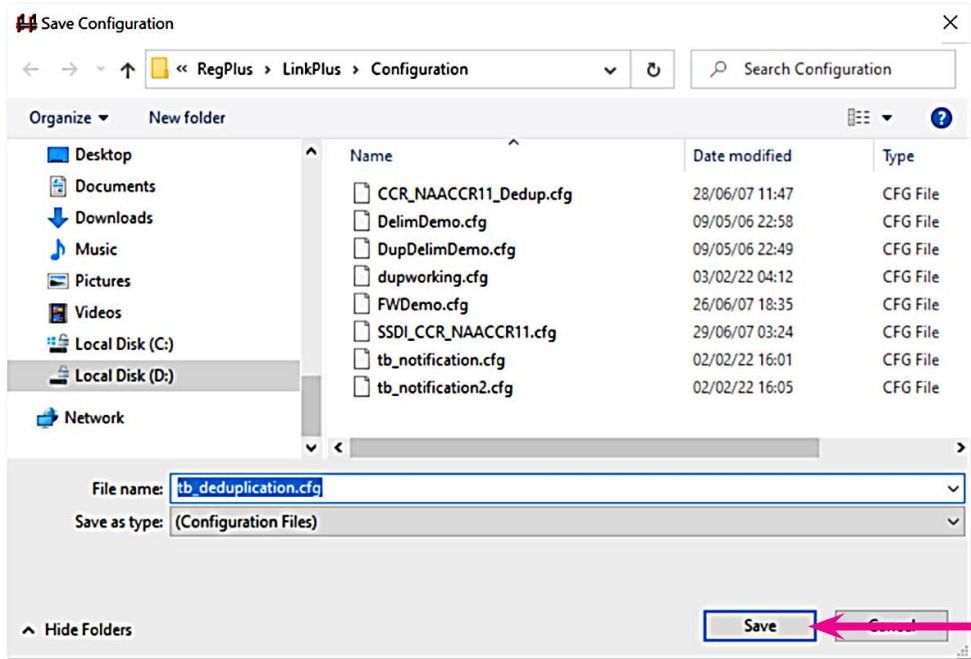 Save Configuration
« RegPlus › LinkPlus › Configuration
Search Configuration
Organize
New folder
Desktop
Documents
Downloads
Music
Pictures
Videos
Local Disk (C:)
Local Disk (D:)
Network
Name Date modified Type
CCR_NAACCR11_Dedup.cfg 28/06/07 11:47 CFG File
DelimDemo.cfg 09/05/06 22:58 CFG File
DupDelimDemo.cfg 09/05/06 22:49 CFG File
dupworking.cfg 03/02/22 04:12 CFG File
FWDemo.cfg 26/06/07 18:35 CFG File
SSDI_CCR_NAACCR11.cfg 29/06/07 03:24 CFG File
tb_notification.cfg 02/02/22 16:01 CFG File
tb_notification2.cfg 02/02/22 16:05 CFG File
File name: tb_deduplication.cfg
Save as type: (Configuration Files)
Hide Folders
Save
Cancel